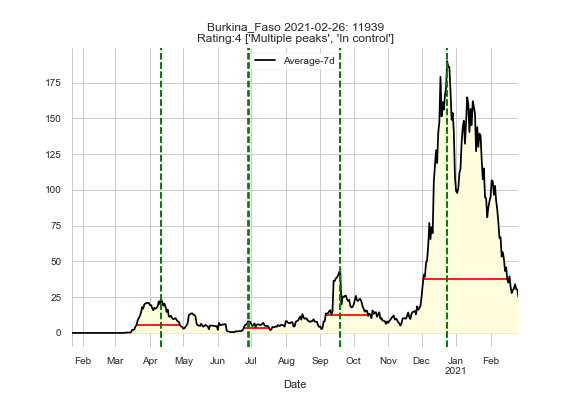 Burkina_Faso 2021-02-26: 11939
Rating:4 ['Multiple peaks', 'In control']
Average-7d
175
150
125
100
75
50
25
0
Feb Mar Apr May Jun Jul Aug Sep Oct Nov Dec Jan Feb
2021
Date